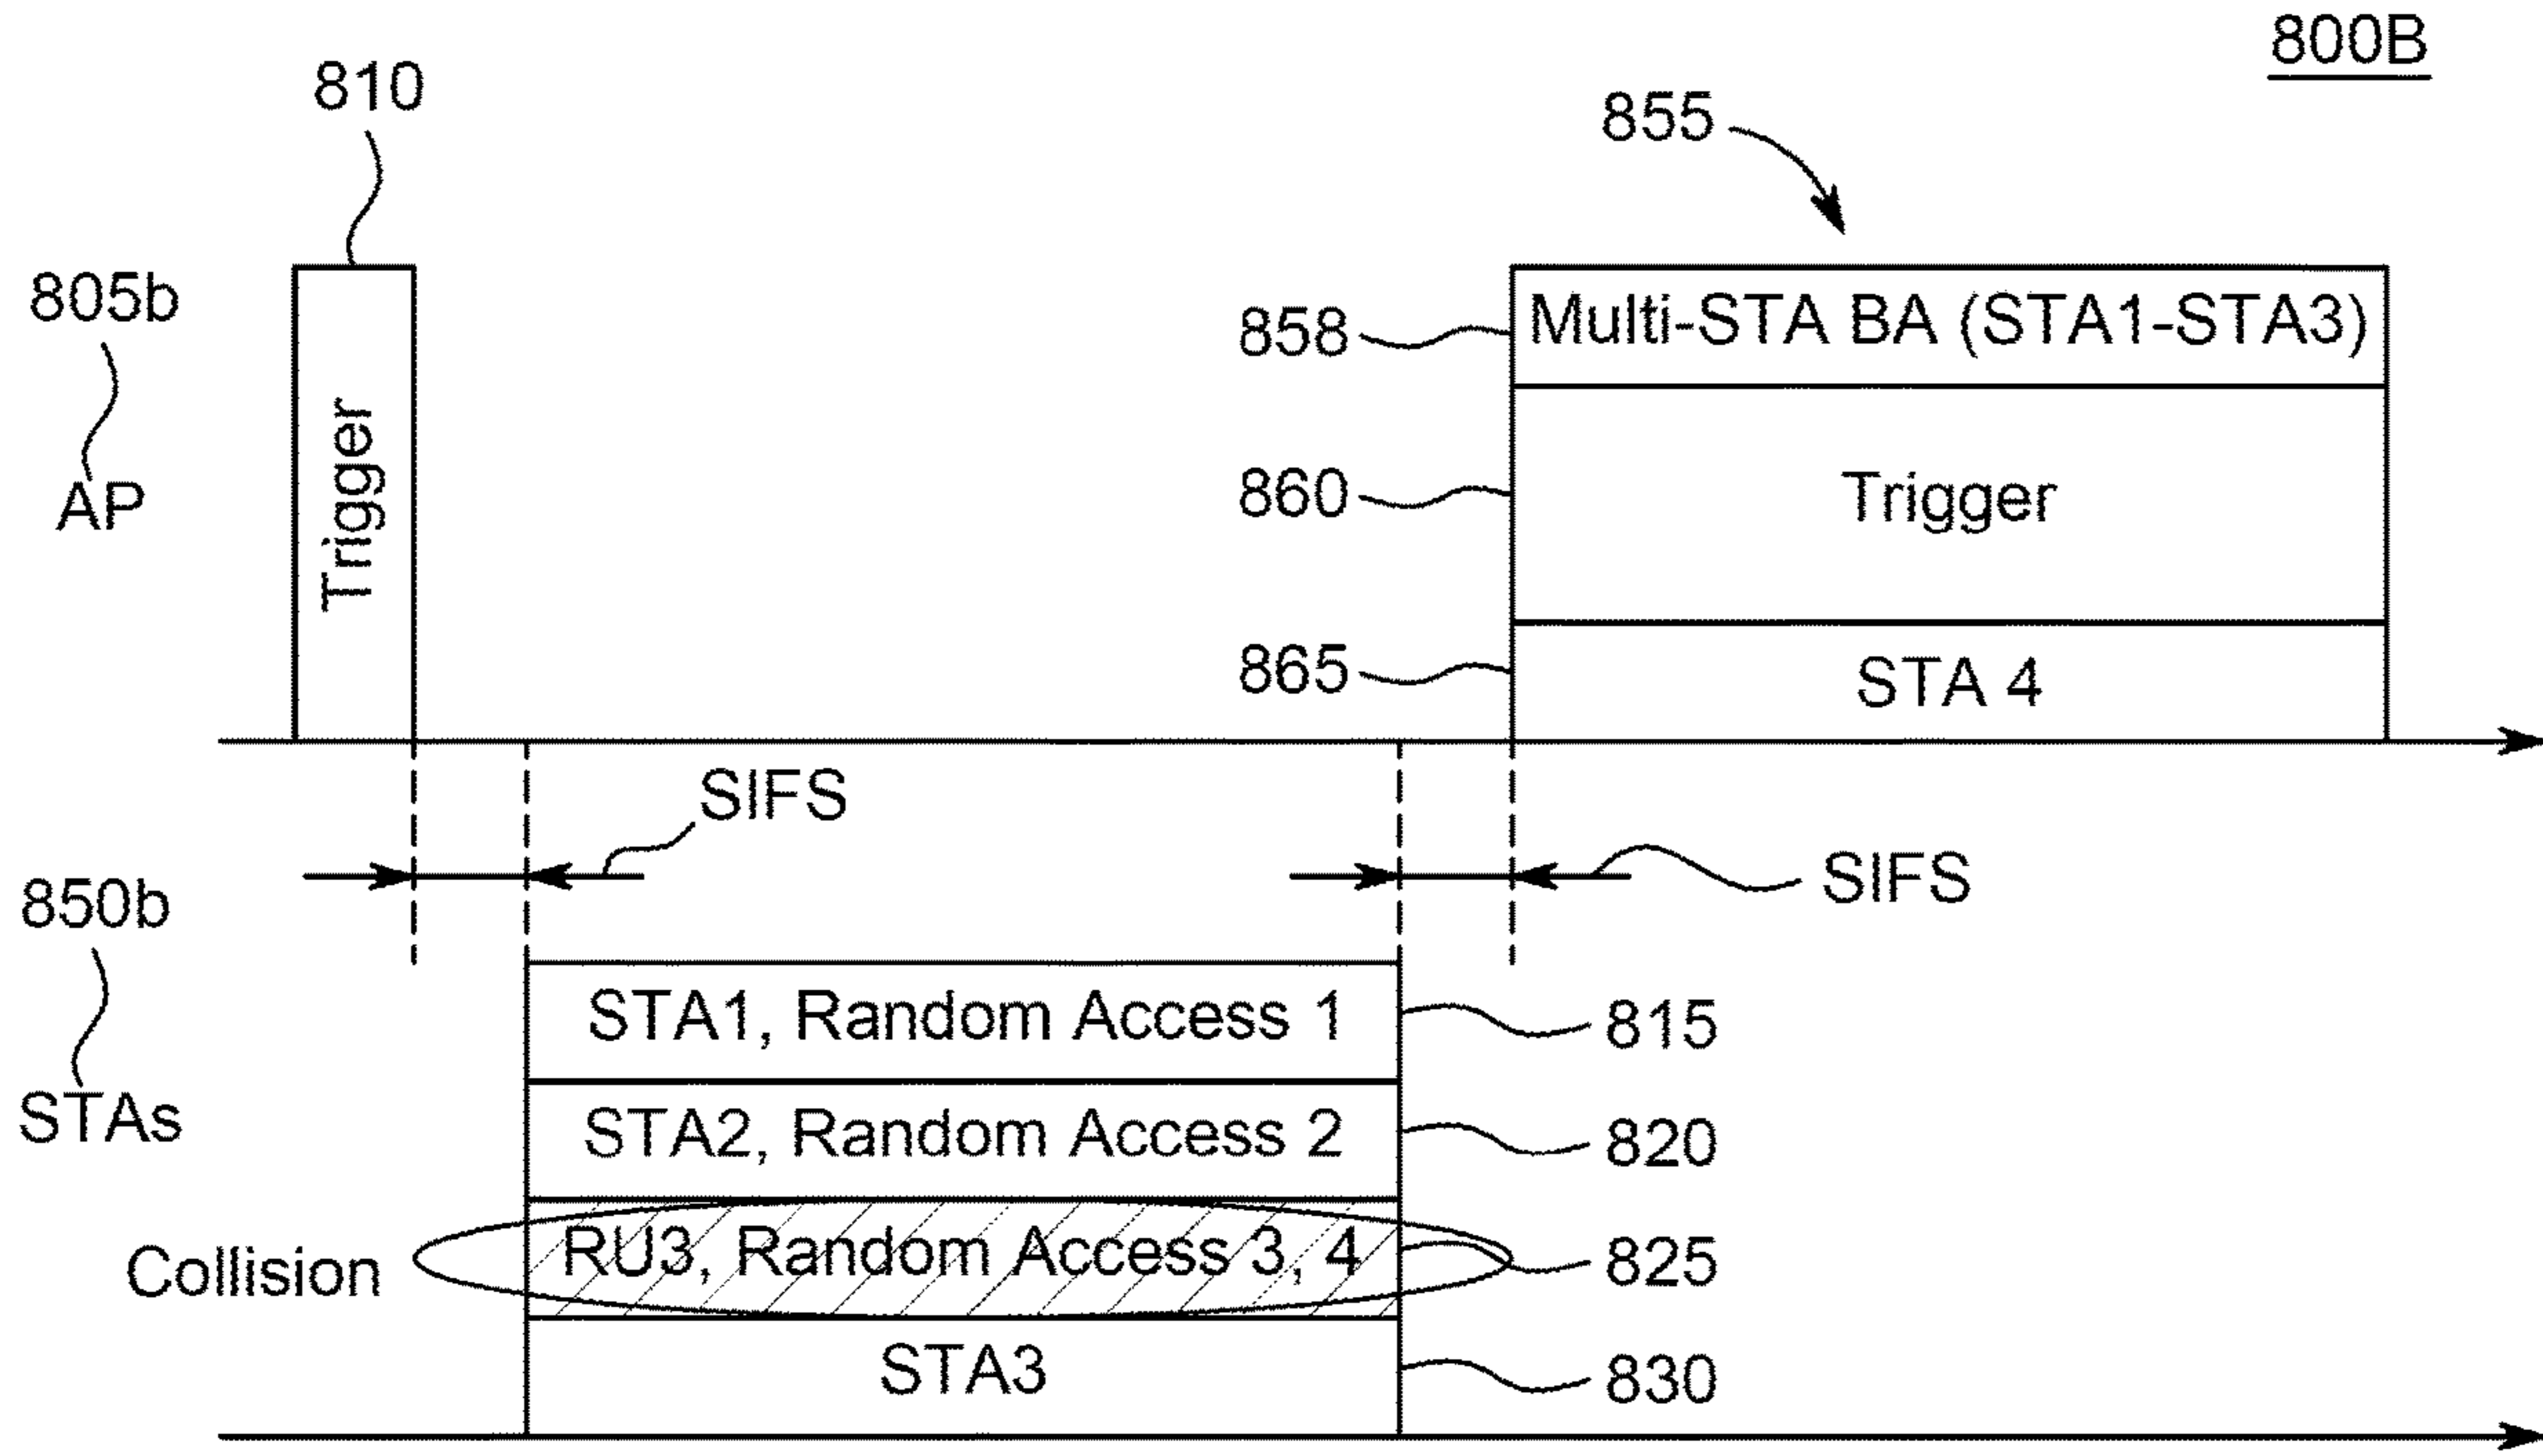 800B
810
855
805b
AP
Trigger
858
Multi-STA BA (STA1-STA3)
860
Trigger
865
STA 4
SIFS
SIFS
850b
STAs
STA1, Random Access 1
815
STA2, Random Access 2
820
Collision
RU3, Random Access 3, 4
825
STA3
830